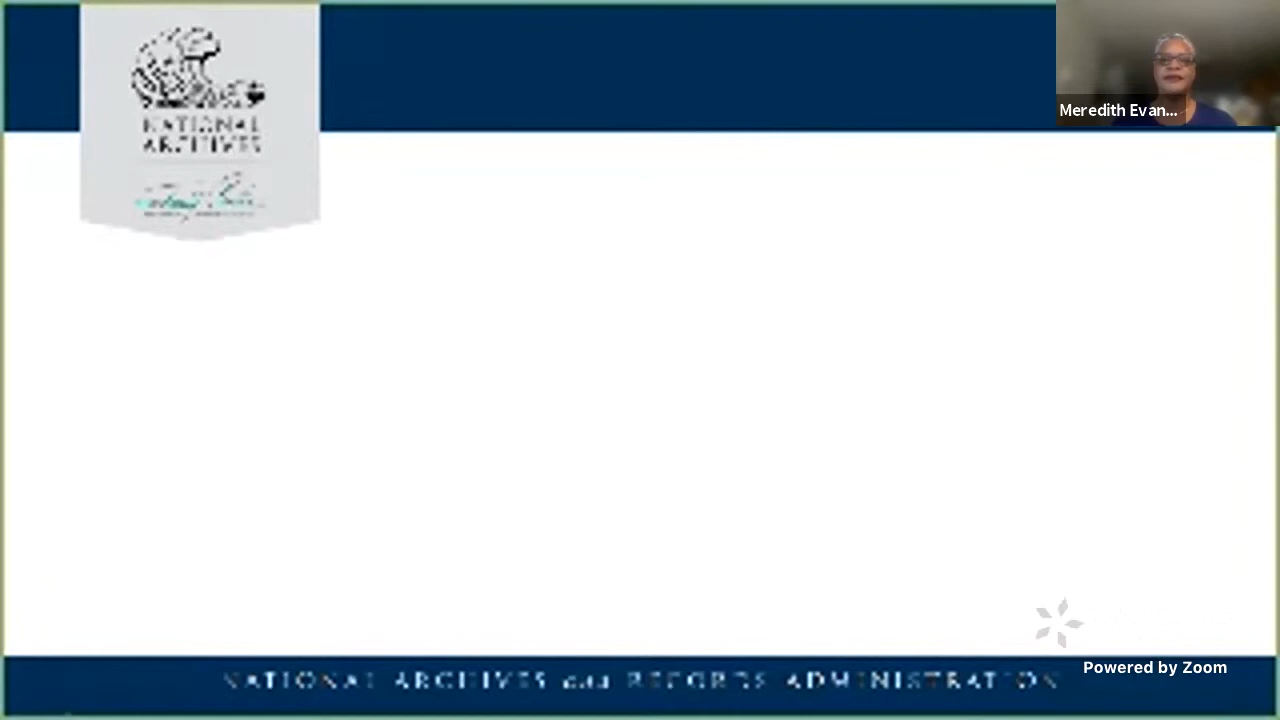 NATIONAL
ARCHIVES
Meredith Evan...
NATIONAL ARCHIVES and RECORDS ADMINISTRATION
Powered by Zoom